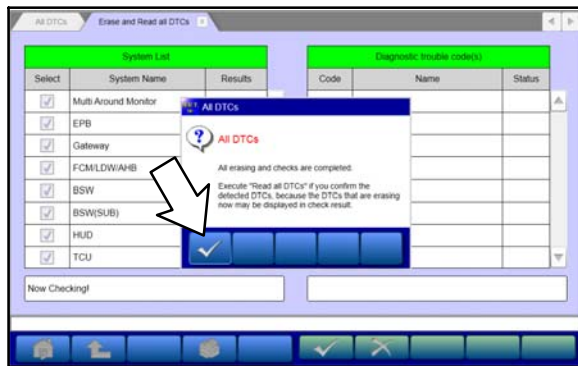 All DTCs
Erase and Read all DTCs
System List
Diagnostic trouble code(s)
Select
System Name
Results
Code
Name
Status
Multi Around Monitor
EPB
Gateway
FCM/LDW/AHB
BSW
BSW(SUB)
HUD
TCU
All DTCs
All DTCs
All erasing and checks are completed.
Execute "Read all DTCs" if you confirm the
detected DTCs, because the DTCs that are erasing
now may be displayed in check result.
Now Checking!